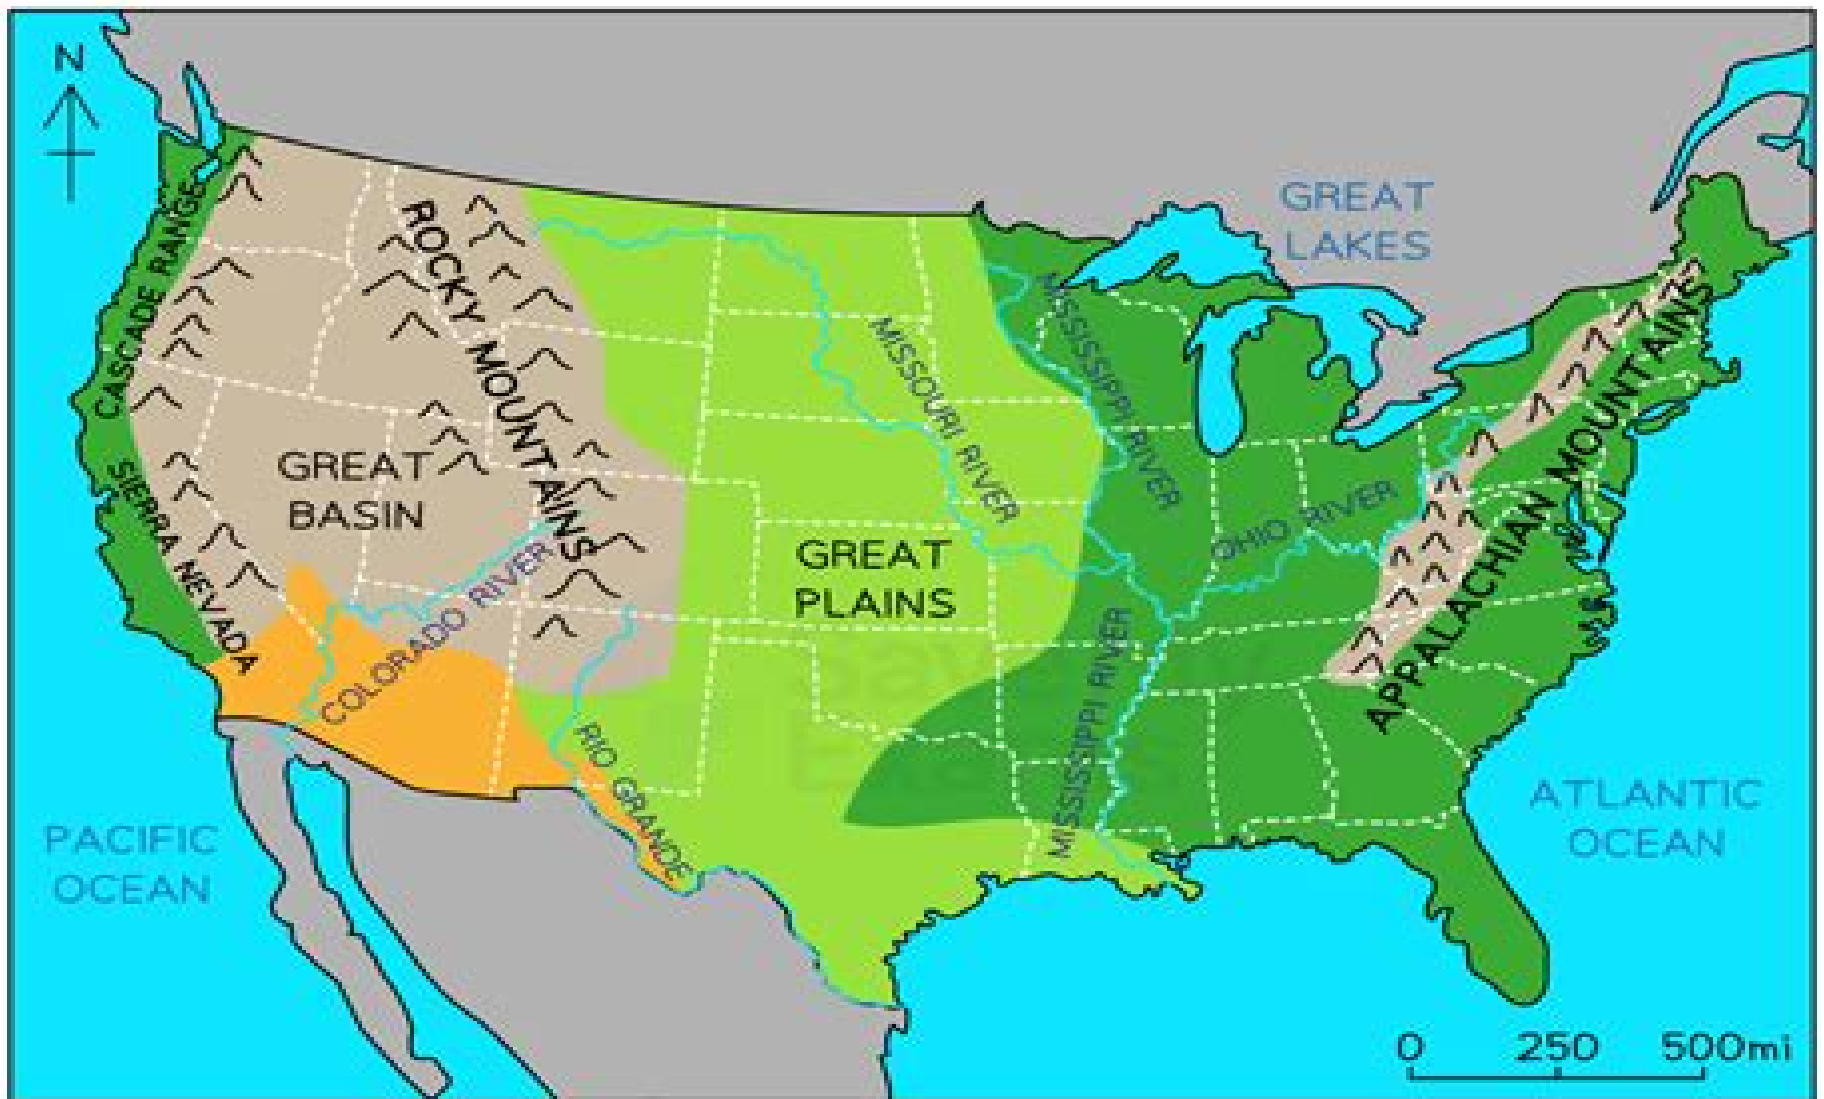 N
GREAT
LAKES
CASCADE RANGE
ROCKY MOUNTAINS
MISSISSIPPI RIVER
MISSOURI RIVER
APPALACHIAN MOUNTAINS
GREAT
BASIN
SIERRA NEVADA
OHIO RIVER
GREAT
PLAINS
COLORADO RIVER
MISSISSIPPI RIVER
RIO GRANDE
PACIFIC
OCEAN
ATLANTIC
OCEAN
0 250 500mi